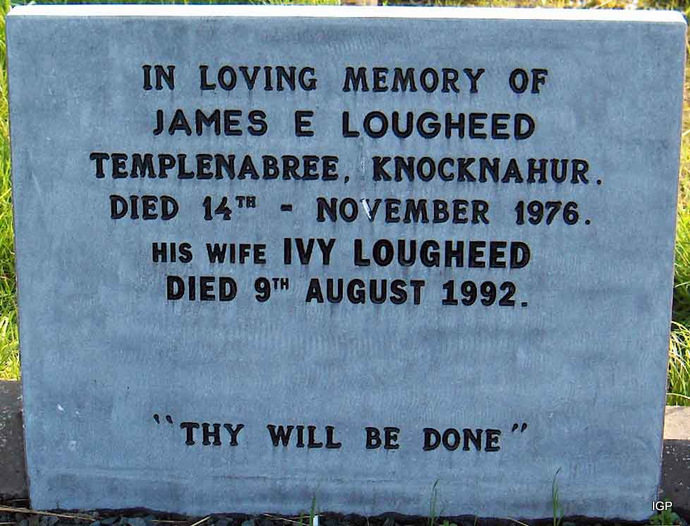 IN LOVING MEMORY OF
JAMES E LOUGHEED
TEMPLENABREE, KNOCKNAHUR.
DIED 14TH - NOVEMBER 1976.
HIS WIFE IVY LOUGHEED
DIED 9TH AUGUST 1992.
"THY WILL BE DONE"
IGP